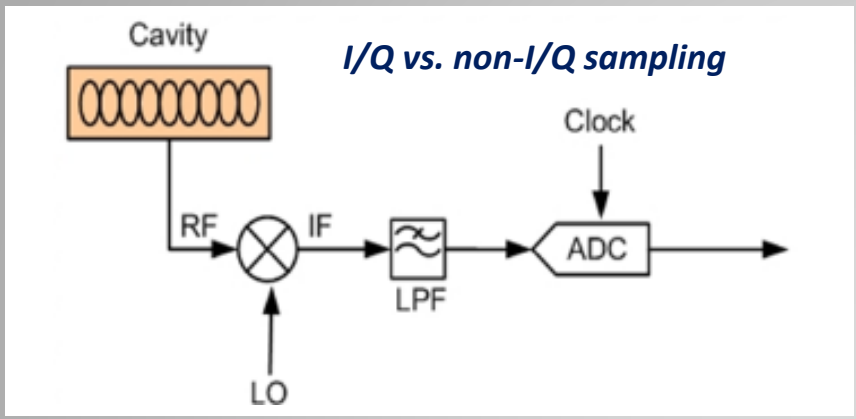 Cavity
I/Q vs. non-I/Q sampling
Clock
RF
IF
ADC
LPF
LO